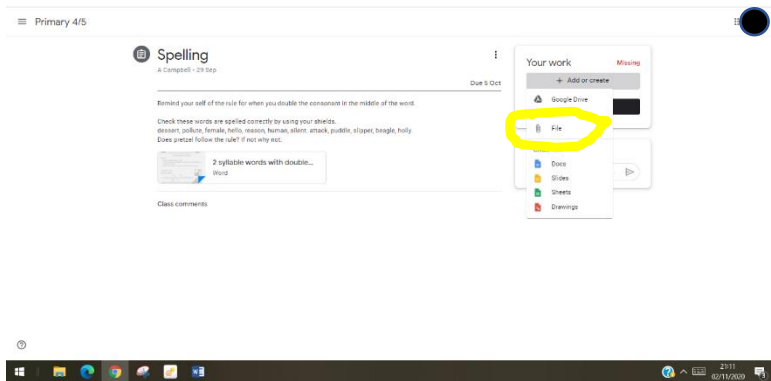 Primary 4/5
Spelling
A Campbell · 29 Sep
Due 5 Oct
Remind your self of the rule for when you double the consonant in the middle of the word.
Check these words are spelled correctly by using your shields.
dessert, pollute, female, hello, reason, human, silent, attack, puddle, slipper, beagle, holly.
Does pretzel follow the rule? If not why not.
2 syllable words with double...
Word
Class comments
Your work
Missing
+ Add or create
Google Drive
File
Docs
Slides
Sheets
Drawings
21:11
02/11/2020